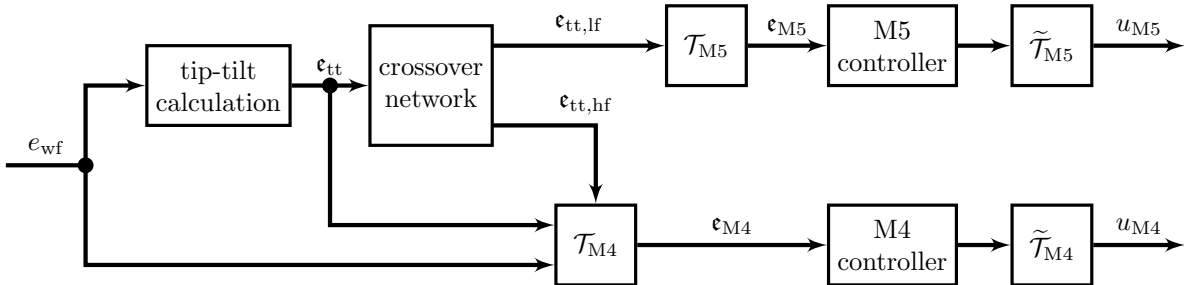 𝔢tt,lf
𝔢M5
u̇M5
𝒯M5
M5
controller
𝒯̃M5
tip-tilt
calculation
𝔢tt
crossover
network
𝔢tt,hf
ewf
𝒯M4
𝔢M4
M4
controller
𝒯̃M4
uM4